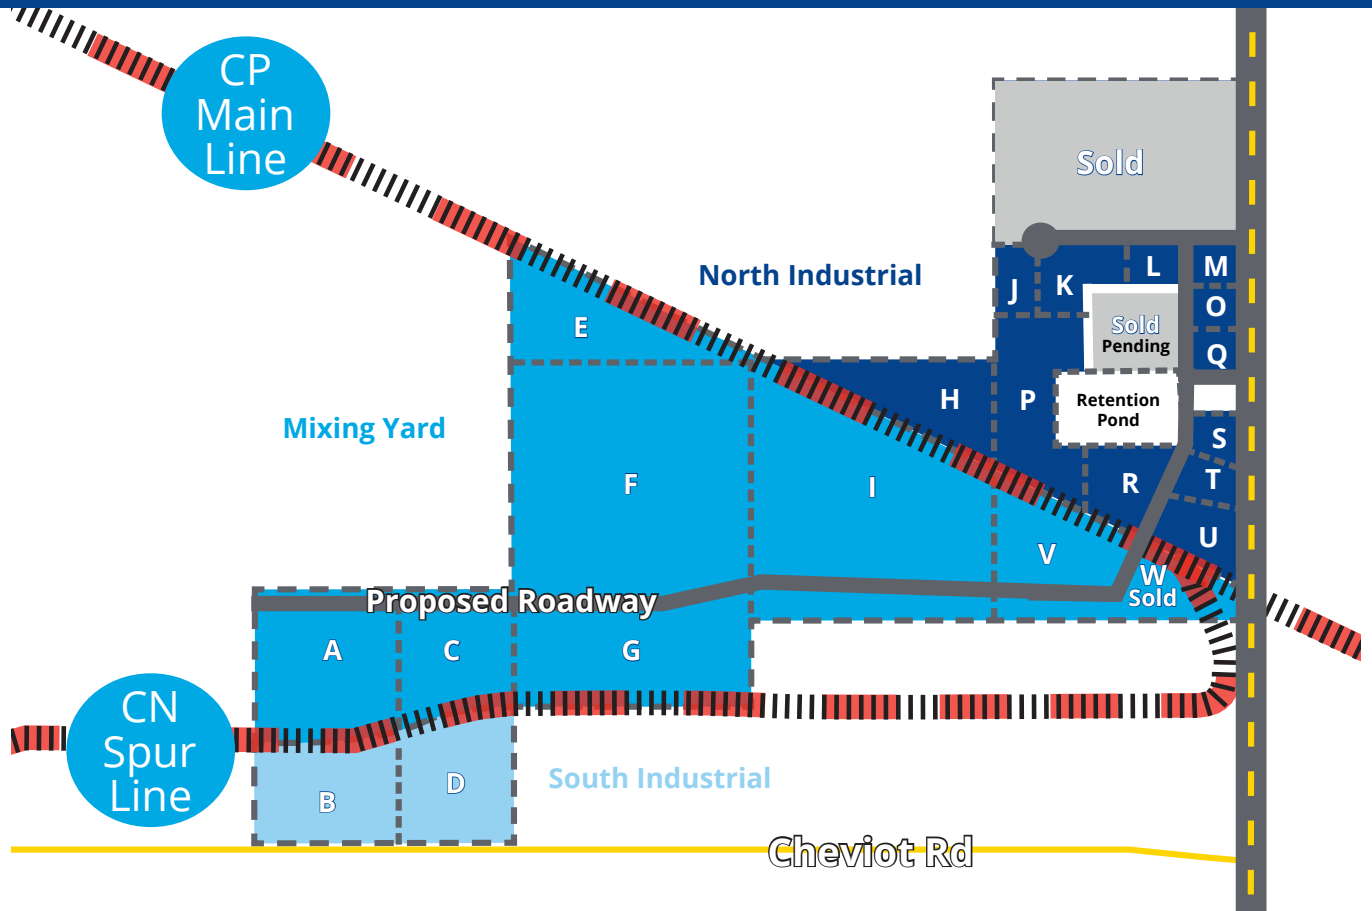 CP
Main
Line
Sold
North Industrial
J
K
L
M
O
Sold
Pending
Q
E
H
P
Retention
Pond
S
Mixing Yard
F
I
R
T
V
U
W
Sold
Proposed Roadway
A
C
G
CN
Spur
Line
B
D
South Industrial
Cheviot Rd